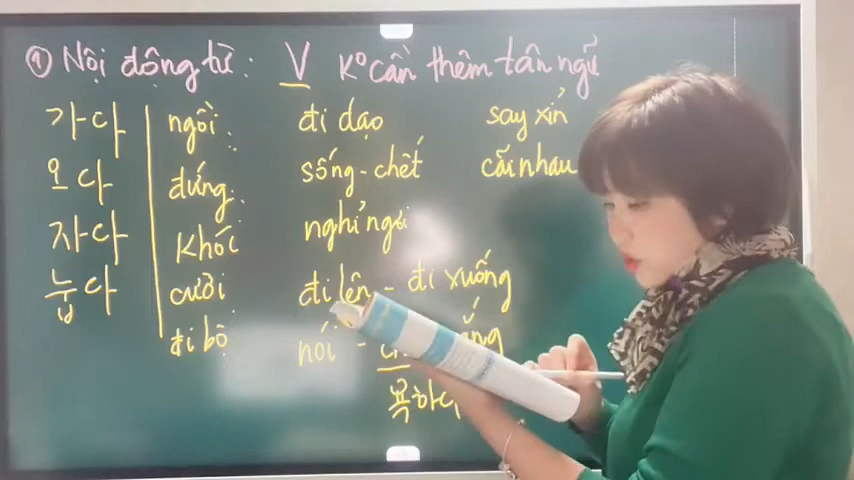 ① Nội động từ : V K° cần thêm tân ngữ
가다 ngồi đi dạo say xỉn
오다 đứng sống - chết cãi nhau
자다 khóc nghỉ ngơi
눕다 cười đi lên - đi xuống
đi bộ nói -
욕하다